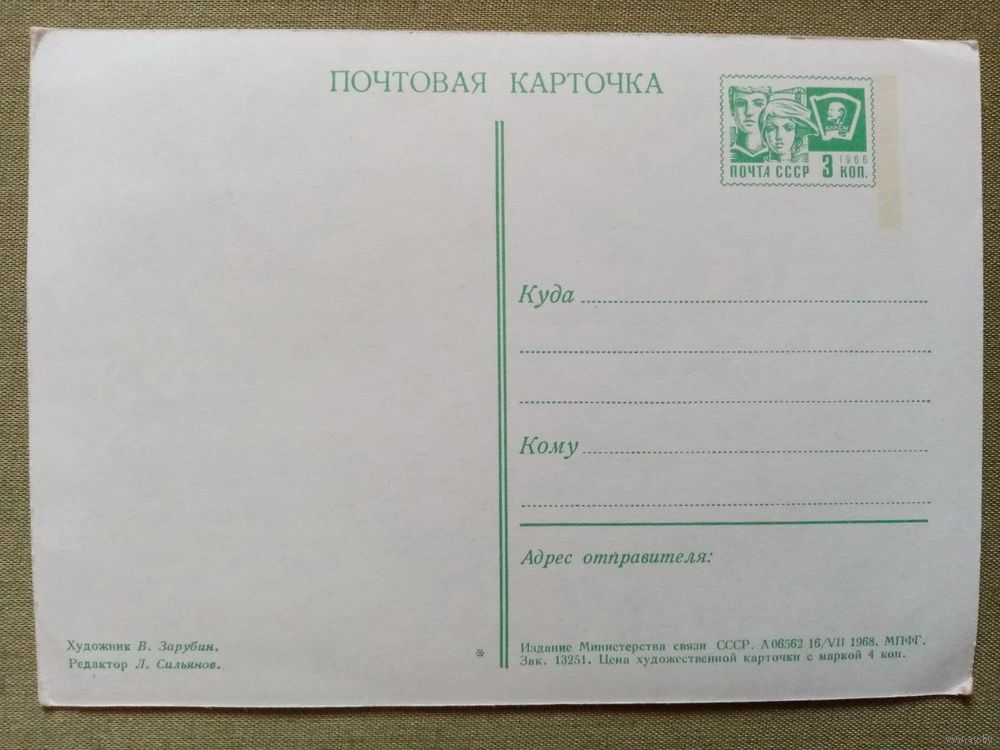 ПОЧТОВАЯ КАРТОЧКА
1966
ПОЧТА СССР 3 КОП.
Куда
Кому
Адрес отправителя:
Художник В. Зарубин.
Редактор Л. Сильянов.
*
Издание Министерства связи СССР. А 06562 16/VII 1968. МПФГ.
Зак. 13251. Цена художественной карточки с маркой 4 коп.